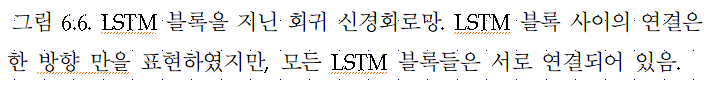 그림 6.6. LSTM 블록을 지닌 회귀 신경회로망. LSTM 블록 사이의 연결은
한 방향 만을 표현하였지만, 모든 LSTM 블록들은 서로 연결되어 있음.